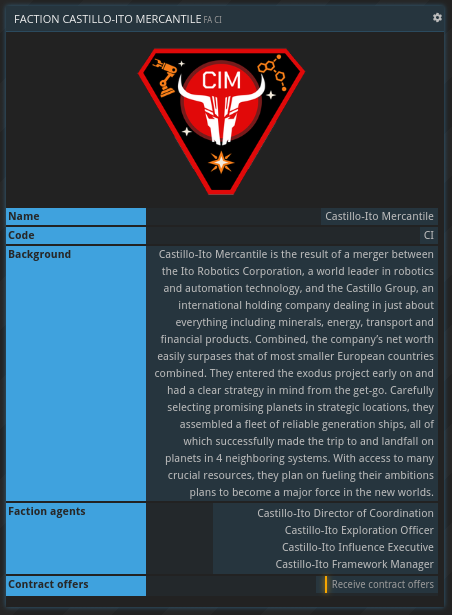 FACTION CASTILLO-ITO MERCANTILE FA CI
CIM
Name
Castillo-Ito Mercantile
Code
CI
Background
Castillo-Ito Mercantile is the result of a merger between
the Ito Robotics Corporation, a world leader in robotics
and automation technology, and the Castillo Group, an
international holding company dealing in just about
everything including minerals, energy, transport and
financial products. Combined, the company's net worth
easily surpases that of most smaller European countries
combined. They entered the exodus project early on and
had a clear strategy in mind from the get-go. Carefully
selecting promising planets in strategic locations, they
assembled a fleet of reliable generation ships, all of
which successfully made the trip to and landfall on
planets in 4 neighboring systems. With access to many
crucial resources, they plan on fueling their ambitions
plans to become a major force in the new worlds.
Faction agents
Castillo-Ito Director of Coordination
Castillo-Ito Exploration Officer
Castillo-Ito Influence Executive
Castillo-Ito Framework Manager
Contract offers
Receive contract offers